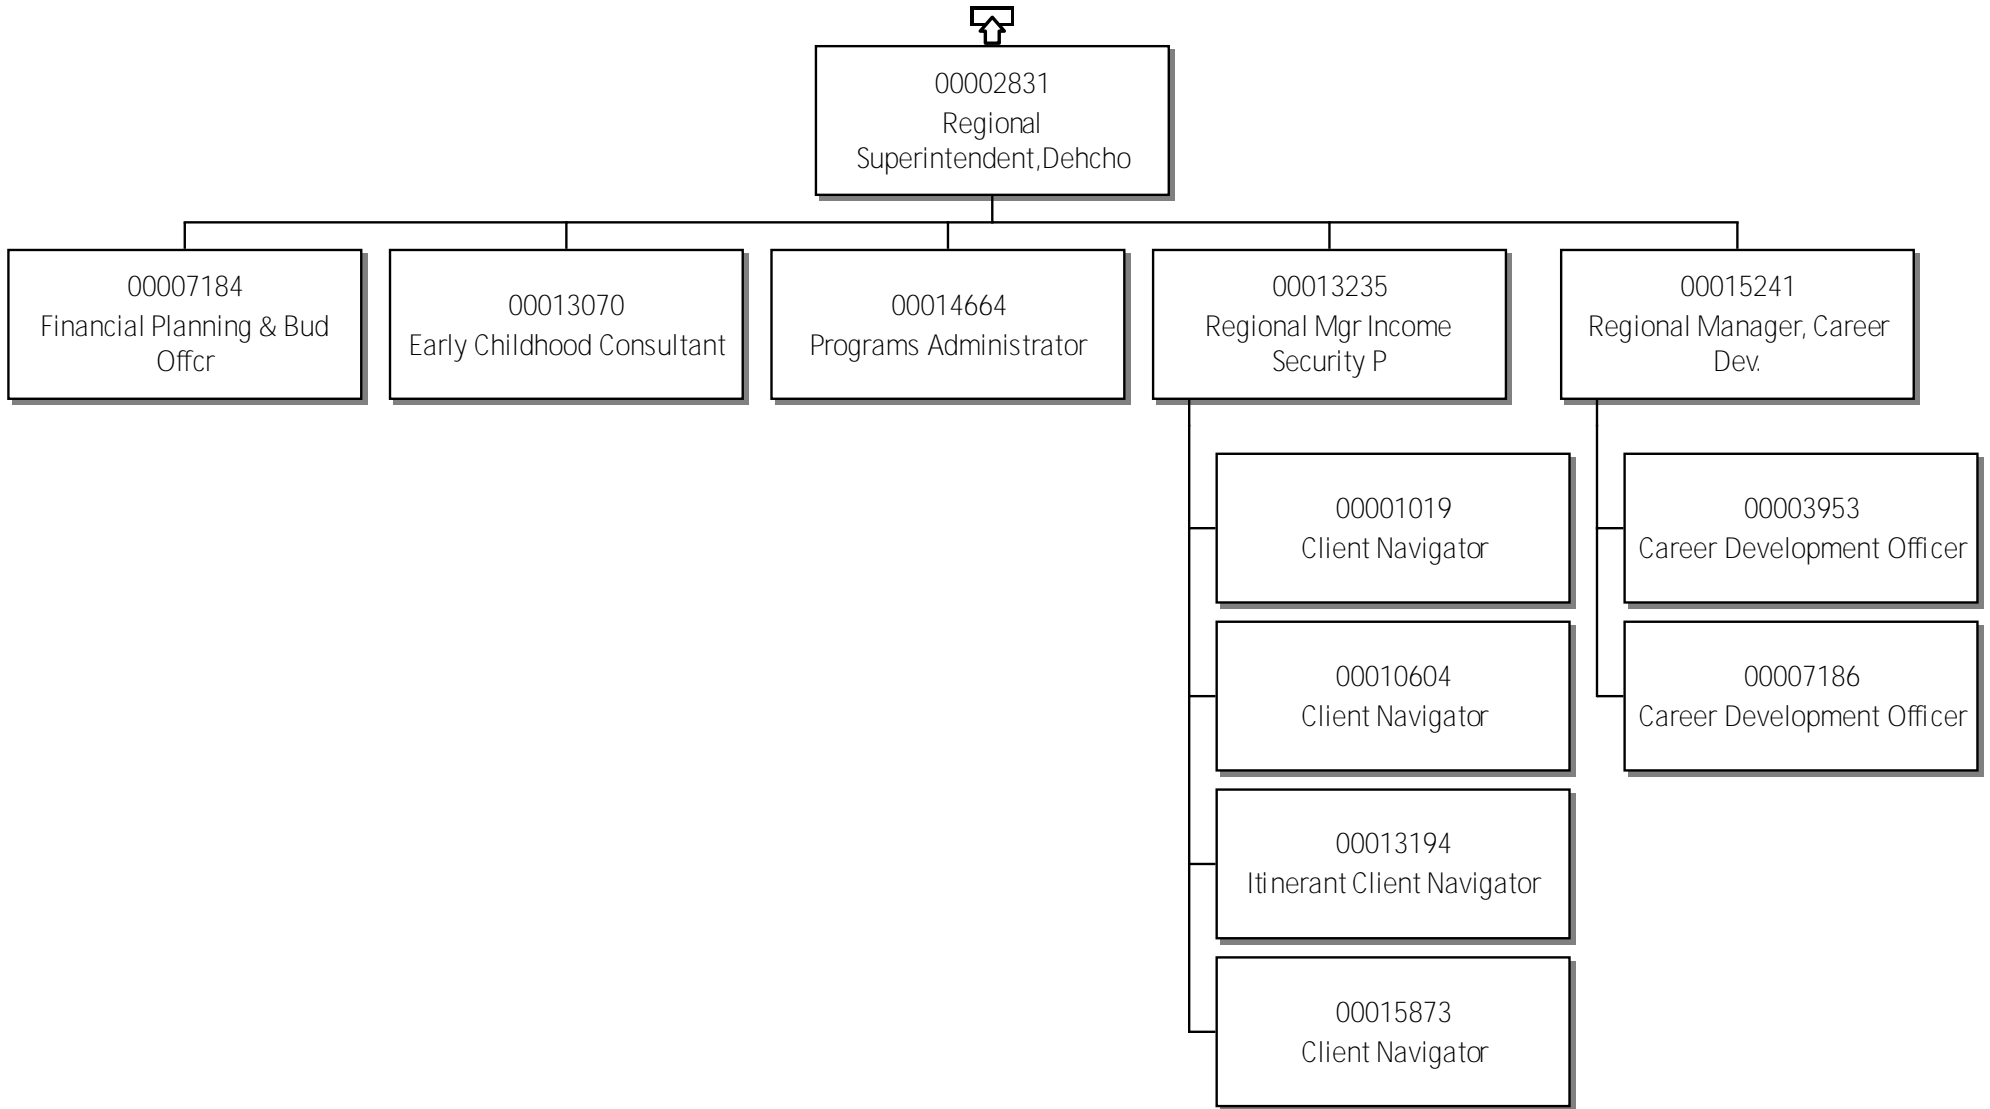 00002831
Regional
Superintendent,Dehcho
00007184
Financial Planning & Bud
Offcr
00013070
Early Childhood Consultant
00014664
Programs Administrator
00013235
Regional Mgr Income
Security P
00015241
Regional Manager, Career
Dev.
00001019
Client Navigator
00010604
Client Navigator
00013194
Itinerant Client Navigator
00015873
Client Navigator
00003953
Career Development Officer
00007186
Career Development Officer